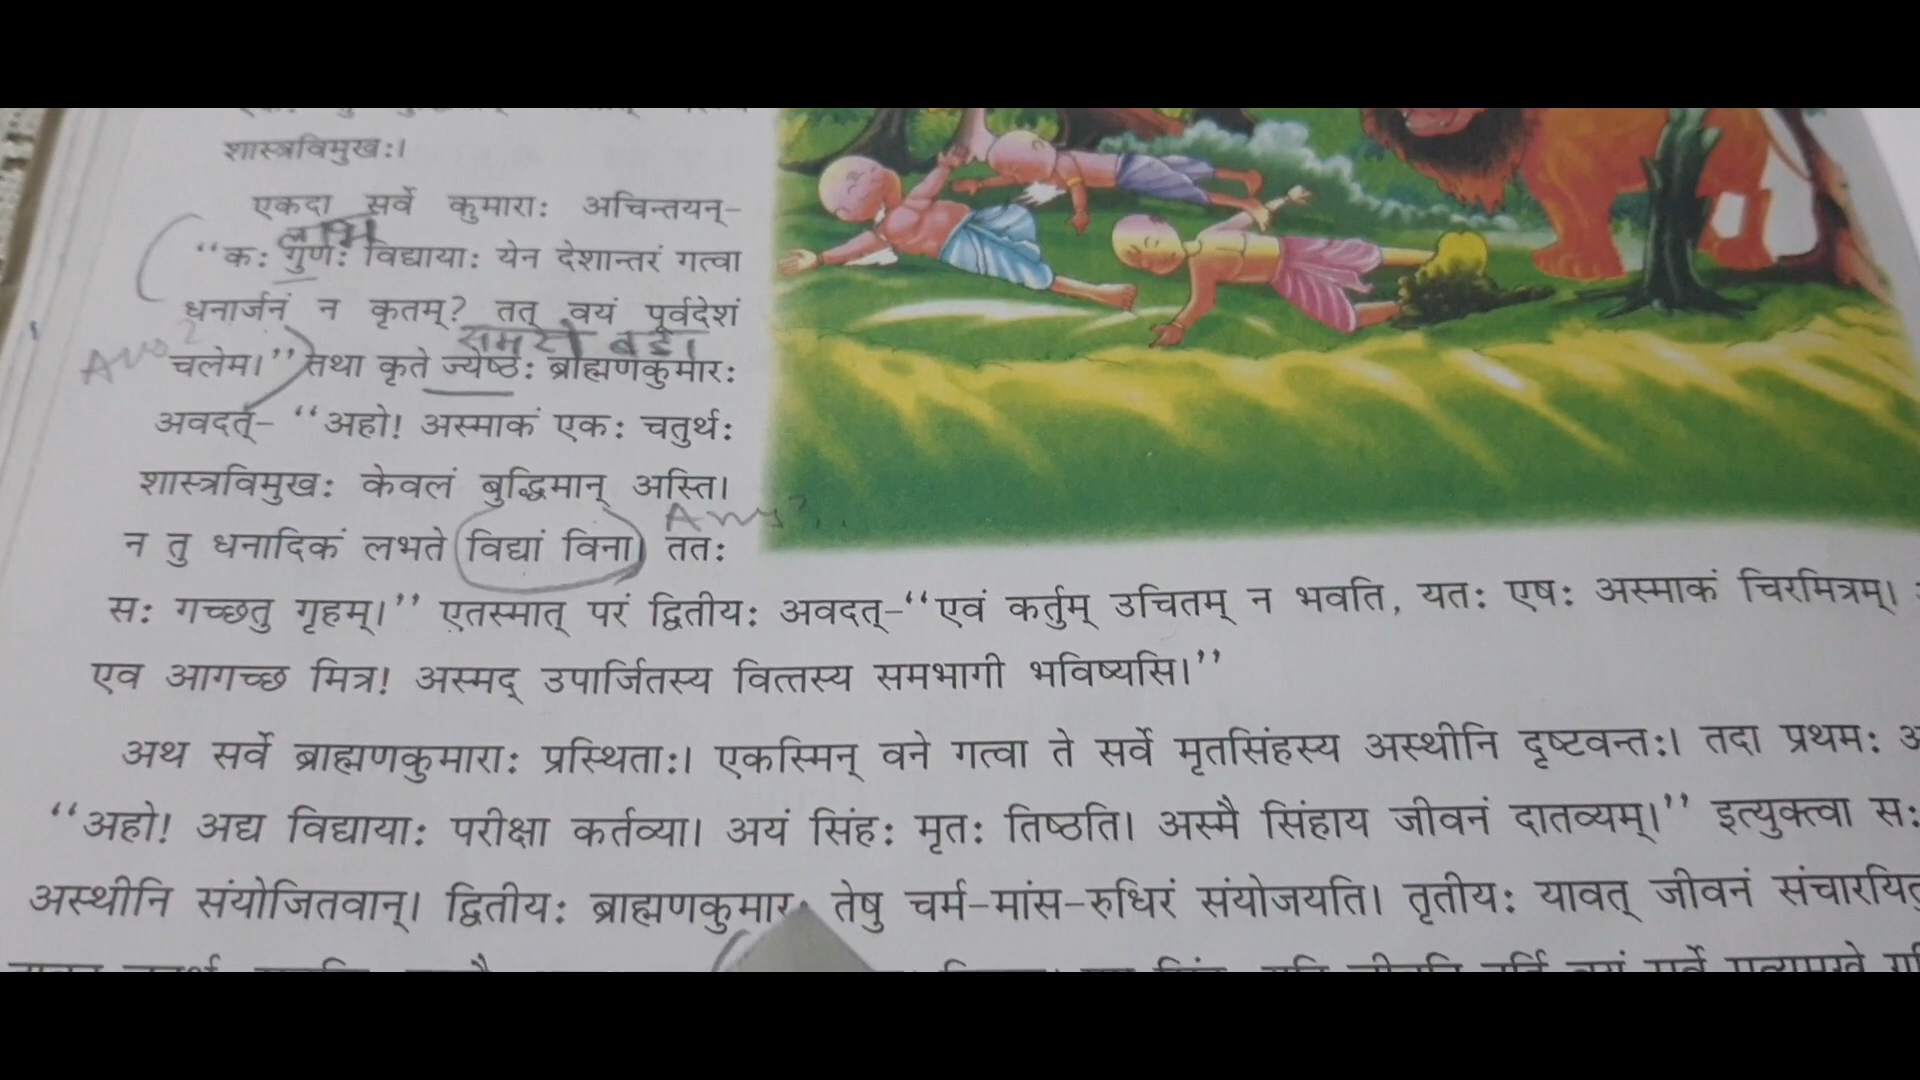 शास्त्रविमुखः।
एकदा सर्वे कुमाराः अचिन्तयन्-
लाभ
“कः गुणः विद्यायाः येन देशान्तरं गत्वा
धनार्जनं न कृतम्? तत् वयं पूर्वदेशं
सबसे बड़ा
Ans?
चलेम।” तथा कृते ज्येष्ठः ब्राह्मणकुमारः
अवदत्- “अहो! अस्माकं एकः चतुर्थः
शास्त्रविमुखः केवलं बुद्धिमान् अस्ति।
Ans?
न तु धनादिकं लभते विद्यां विना। ततः
सः गच्छतु गृहम्।” एतस्मात् परं द्वितीयः अवदत्-“एवं कर्तुम् उचितम् न भवति, यतः एषः अस्माकं चिरमित्रम्।
एव आगच्छ मित्र! अस्मद् उपार्जितस्य वित्तस्य समभागी भविष्यसि।”
अथ सर्वे ब्राह्मणकुमाराः प्रस्थिताः। एकस्मिन् वने गत्वा ते सर्वे मृतसिंहस्य अस्थीनि दृष्टवन्तः। तदा प्रथमः
“अहो! अद्य विद्यायाः परीक्षा कर्तव्या। अयं सिंहः मृतः तिष्ठति। अस्मै सिंहाय जीवनं दातव्यम्।” इत्युक्त्वा सः
अस्थीनि संयोजितवान्। द्वितीयः ब्राह्मणकुमारः तेषु चर्म-मांस-रुधिरं संयोजयति। तृतीयः यावत् जीवनं